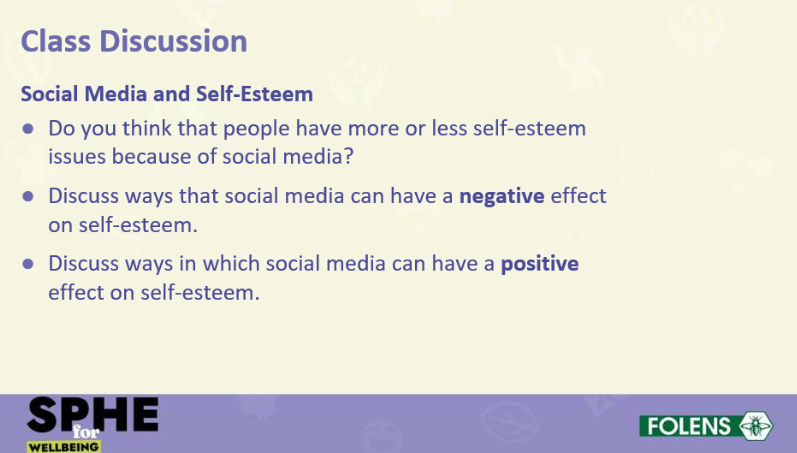 Class Discussion
Social Media and Self-Esteem
● Do you think that people have more or less self-esteem
issues because of social media?
● Discuss ways that social media can have a negative effect
on self-esteem.
● Discuss ways in which social media can have a positive
effect on self-esteem.
SPHE
for
WELLBEING
FOLENS